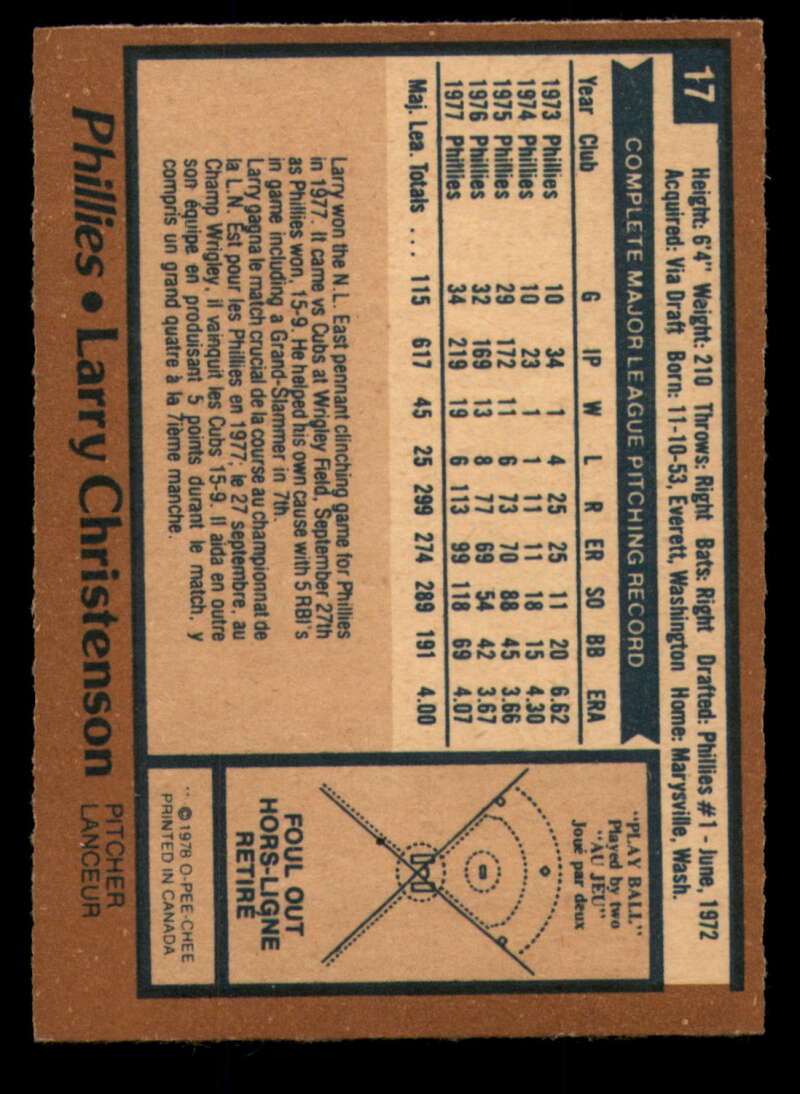 17
Height: 6'4" Weight: 210 Throws: Right Bats: Right Drafted: Phillies #1 - June, 1972
Acquired: Via Draft Born: 11-10-53, Everett, Washington Home: Marysville, Wash.
COMPLETE MAJOR LEAGUE PITCHING RECORD
Year Club G IP W L R ER SO BB ERA
1973 Phillies 10 34 1 4 25 25 11 20 6.62
1974 Phillies 10 23 1 1 11 11 18 15 4.30
1975 Phillies 29 172 11 6 73 70 88 45 3.66
1976 Phillies 32 169 13 8 77 69 54 42 3.67
1977 Phillies 34 219 19 6 113 99 118 69 4.07
Maj. Lea. Totals ... 115 617 45 25 299 274 289 191 4.00
Larry won the N.L. East pennant clinching game for Phillies
in 1977. It came vs Cubs at Wrigley Field, September 27th
as Phillies won, 15-9. He helped his own cause with 5 RBI's
in game including a Grand-Slammer in 7th.
Larry gagna le match crucial de la course au championnat de
la L.N. Est pour les Phillies en 1977; le 27 septembre, au
Champ Wrigley, il vainquit les Cubs 15-9. Il aida en outre
son équipe en produisant 5 points durant le match, y
compris un grand quatre à la 7ième manche.
"PLAY BALL"
Played by two
"AU JEU"
Joué par deux
FOUL OUT
HORS-LIGNE
RETIRÉ
** © 1978 O-PEE-CHEE
PRINTED IN CANADA
Phillies • Larry Christenson
PITCHER
LANCEUR